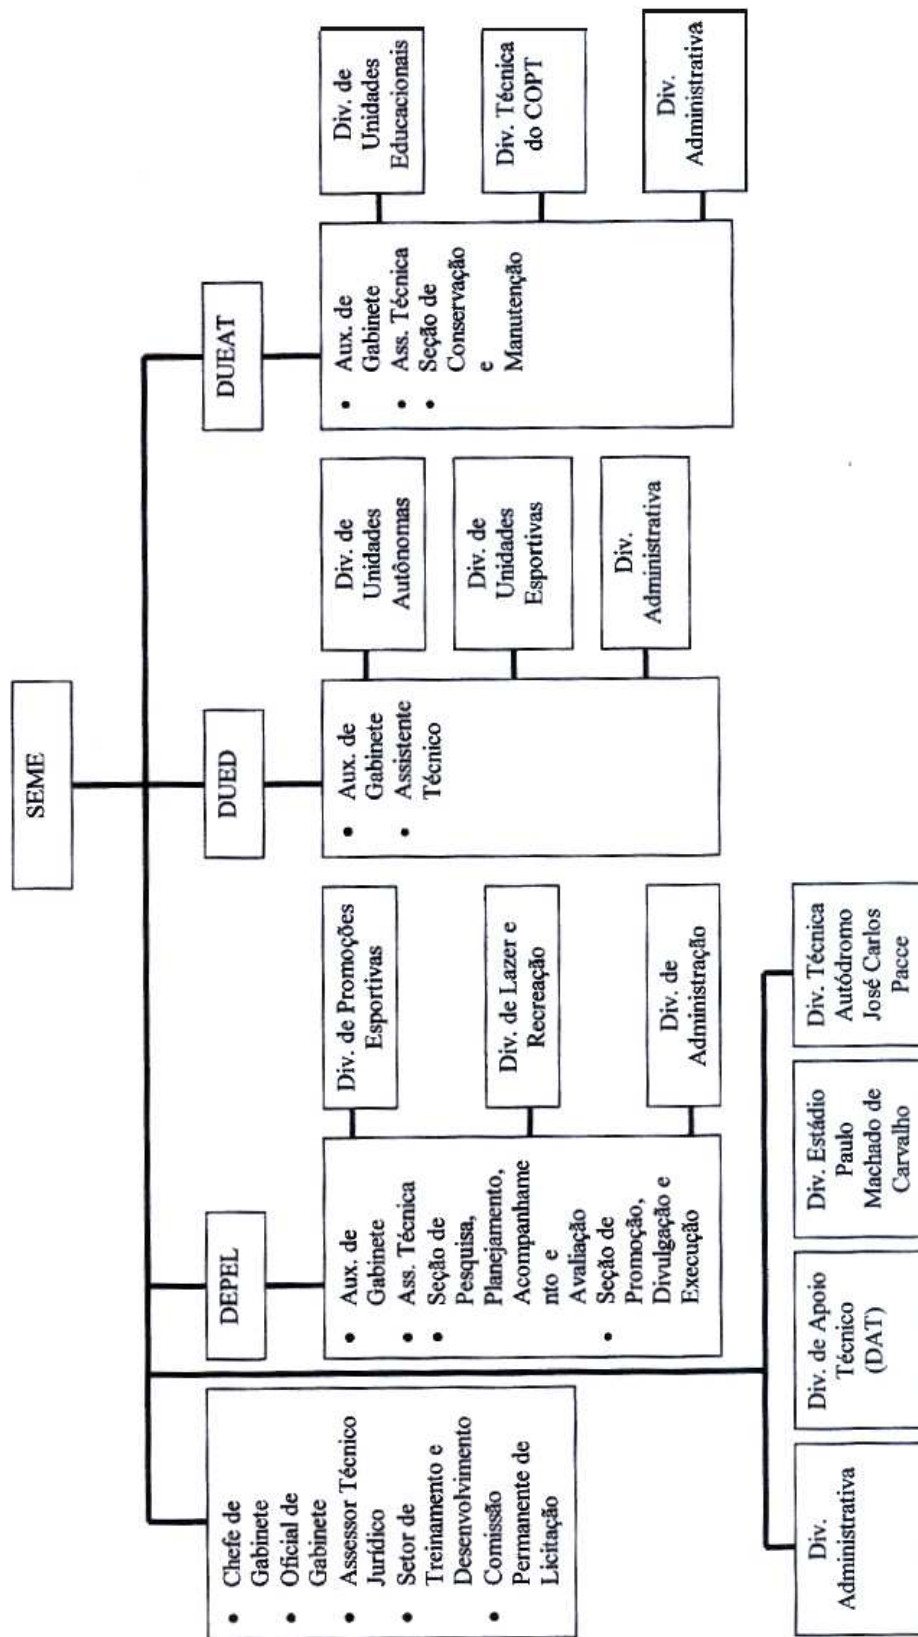 SEME
DEPEL
DUED
DUEAT
• Chefe de
Gabinete
• Oficial de
Gabinete
• Assessor Técnico
Jurídico
• Setor de
Treinamento e
Desenvolvimento
• Comissão
Permanente de
Licitação
• Aux. de
Gabinete
• Ass. Técnica
• Seção de
Pesquisa,
Planejamento,
Acompanhame
nto e
Avaliação
• Seção de
Promoção,
Divulgação e
Execução
Div. de Promoções
Esportivas
Div. de Lazer e
Recreação
Div. de
Administração
• Aux. de
Gabinete
• Assistente
Técnico
Div. de
Unidades
Autônomas
Div. de
Unidades
Esportivas
Div.
Administrativa
• Aux. de
Gabinete
• Ass. Técnica
• Seção de
Conservação
e
Manutenção
Div. de
Unidades
Educacionais
Div. Técnica
do COPT
Div.
Administrativa
Div.
Administrativa
Div. de Apoio
Técnico
(DAT)
Div. Estádio
Paulo
Machado de
Carvalho
Div. Técnica
Autódromo
José Carlos
Pacce